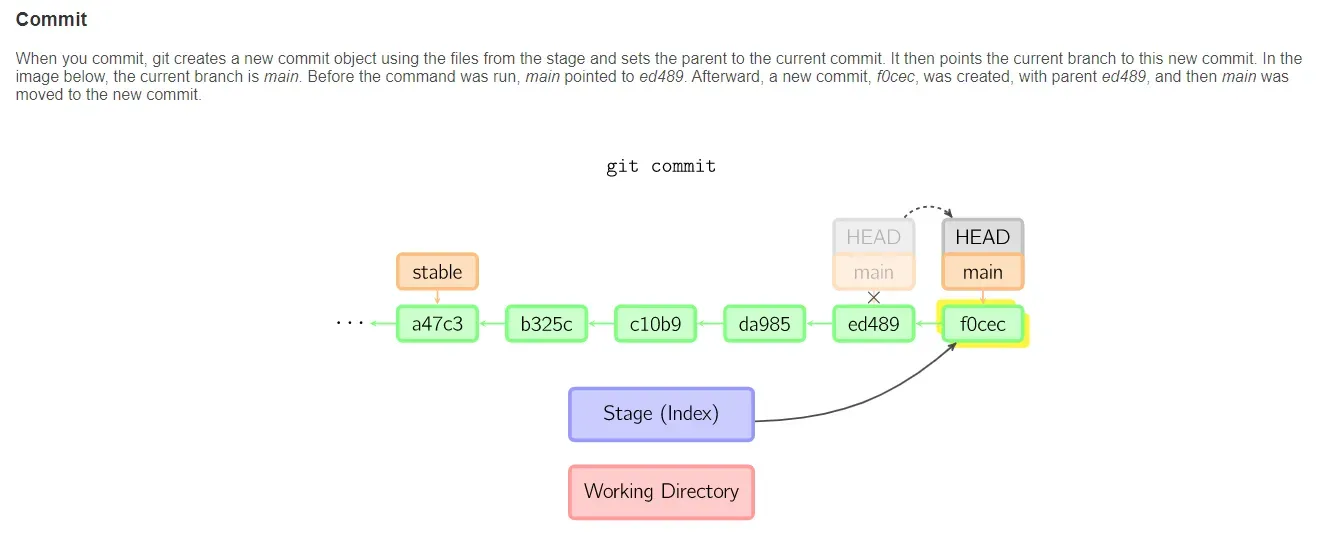 Commit
When you commit, git creates a new commit object using the files from the stage and sets the parent to the current commit. It then points the current branch to this new commit. In the
image below, the current branch is main. Before the command was run, main pointed to ed489. Afterward, a new commit, f0cec, was created, with parent ed489, and then main was
moved to the new commit.
git commit
HEAD HEAD
stable main main
... a47c3 b325c c10b9 da985 ed489 f0cec
Stage (Index)
Working Directory